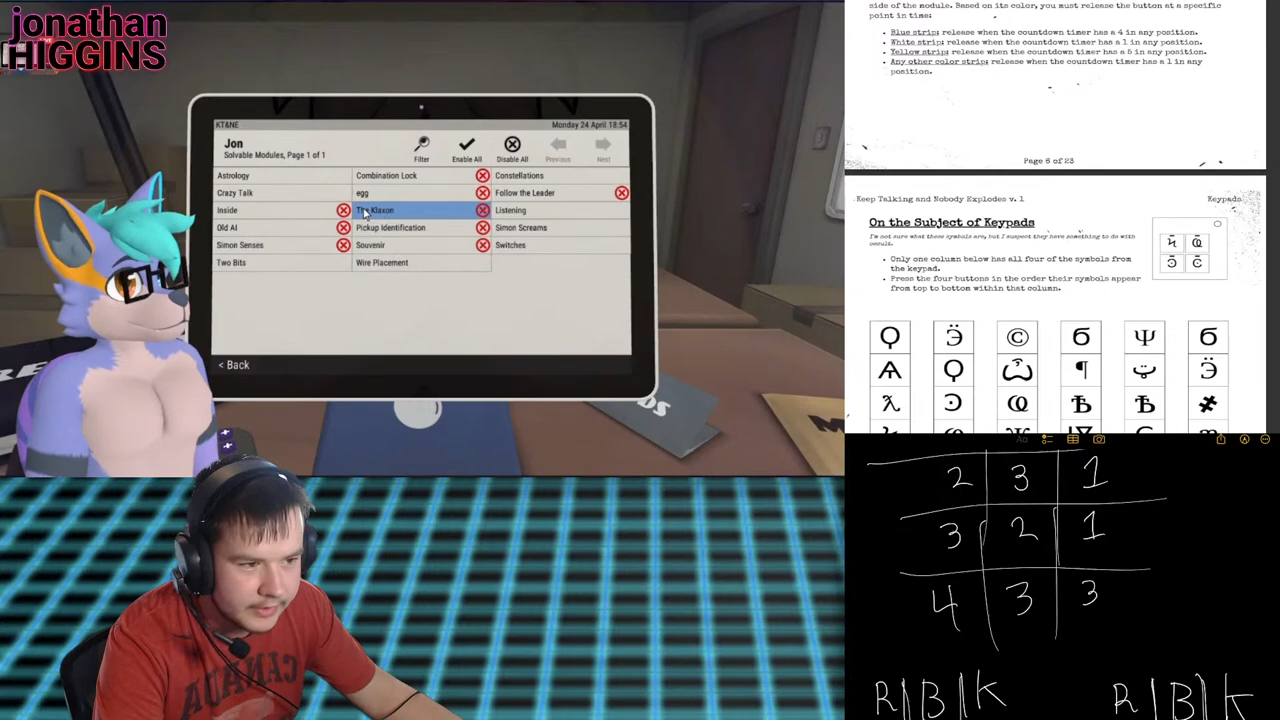 jonathan
HIGGINS
KT&NE
Monday 24 April 18:54
Jon
Solvable Modules, Page 1 of 1
Filter
Enable All
Disable All
Previous
Next
Astrology
Combination Lock
Constellations
Crazy Talk
egg
Follow the Leader
Inside
The Klaxon
Listening
Old AI
Pickup Identification
Simon Screams
Simon Senses
Souvenir
Switches
Two Bits
Wire Placement
< Back
DS
CANADA
side of the module. Based on its color, you must release the button at a specific
point in time:
• Blue strip: release when the countdown timer has a 4 in any position.
• White strip: release when the countdown timer has a 1 in any position.
• Yellow strip: release when the countdown timer has a 5 in any position.
• Any other color strip: release when the countdown timer has a 1 in any
position.
Page 6 of 23
Keep Talking and Nobody Explodes v. 1
Keypads
On the Subject of Keypads
I'm not sure what these symbols are, but I suspect they have something to do with
occult.
• Only one column below has all four of the symbols from
the keypad.
• Press the four buttons in the order their symbols appear
from top to bottom within that column.
Ϙ Ӭ © б Ψ б
Ѧ Ϙ Ѽ ¶ ټ Ӭ
ƛ Ͽ Ҩ Ѣ Ѣ ҂
Aa
2 3 1
3 2 1
4 3 3
R|B|K R|B|K